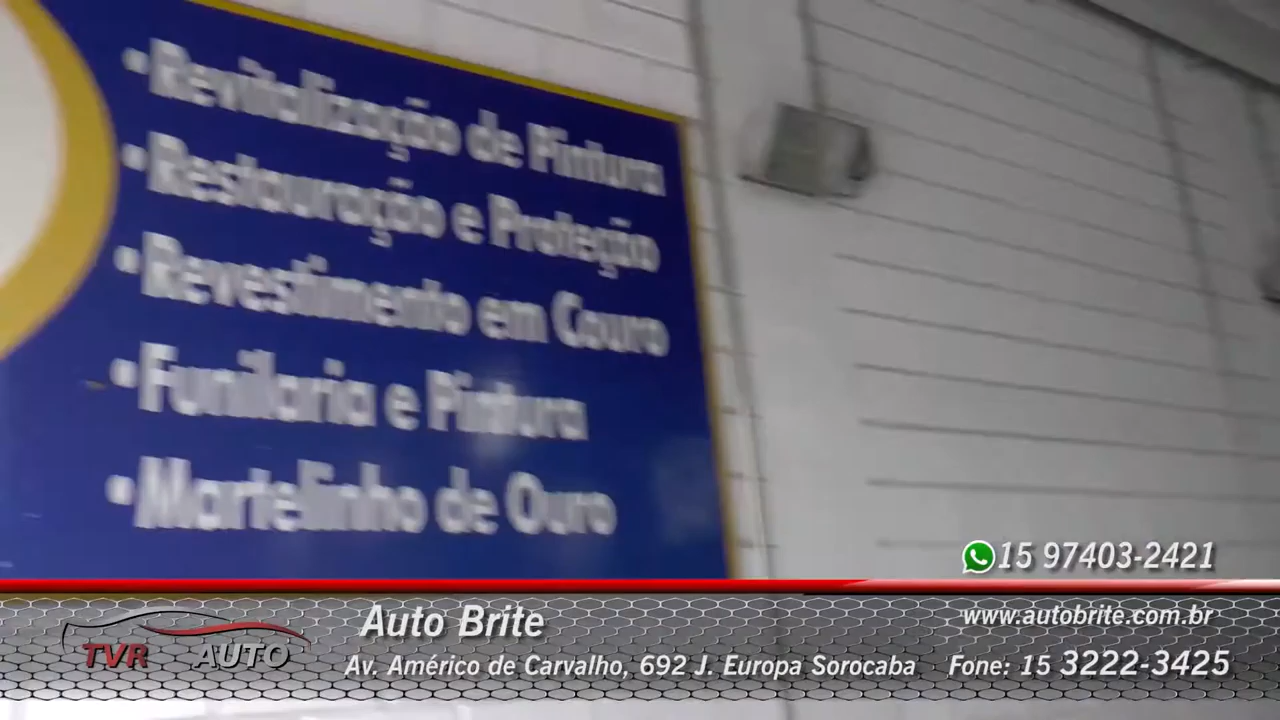 •Revitalização de Pintura
•Restauração e Proteção
•Revestimento em Couro
•Funilaria e Pintura
•Martelinho de Ouro
15 97403-2421
TVR AUTO
Auto Brite
www.autobrite.com.br
Av. Américo de Carvalho, 692 J. Europa Sorocaba
Fone: 15 3222-3425